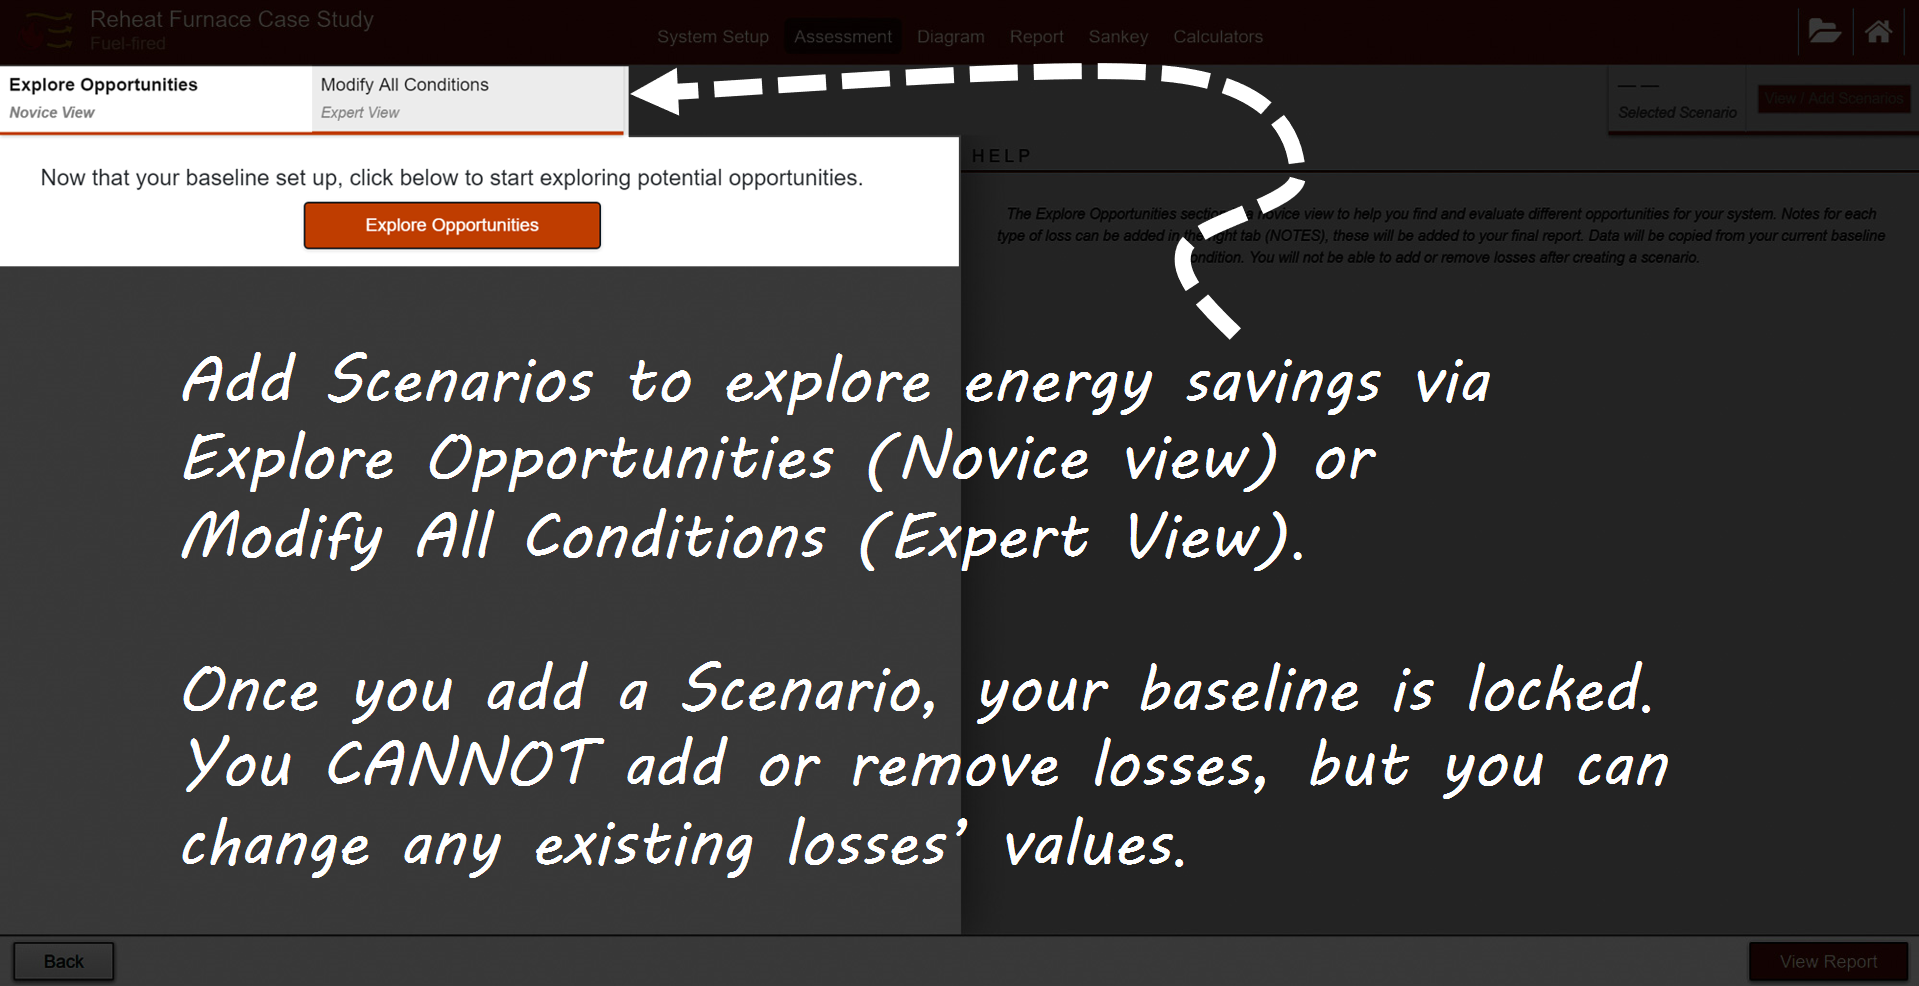 Reheat Furnace Case Study
Fuel-fired
System Setup Assessment Diagram Report Sankey Calculators
Explore Opportunities
Novice View
Modify All Conditions
Expert View
Selected Scenario
View / Add Scenarios
Now that your baseline set up, click below to start exploring potential opportunities.
Explore Opportunities
HELP
The Explore Opportunities section novice view to help you find and evaluate different opportunities for your system. Notes for each
type of loss can be added in the right tab (NOTES), these will be added to your final report. Data will be copied from your current baseline
condition. You will not be able to add or remove losses after creating a scenario.
Add Scenarios to explore energy savings via
Explore Opportunities (Novice view) or
Modify All Conditions (Expert View).
Once you add a Scenario, your baseline is locked.
You CANNOT add or remove losses, but you can
change any existing losses’ values.
Back
View Report